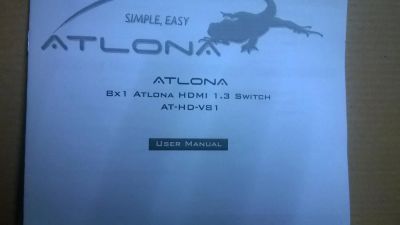 SIMPLE, EASY
ATLONA
ATLONA
8x1 ATLONA HDMI 1.3 SWITCH
AT-HD-V81
USER MANUAL